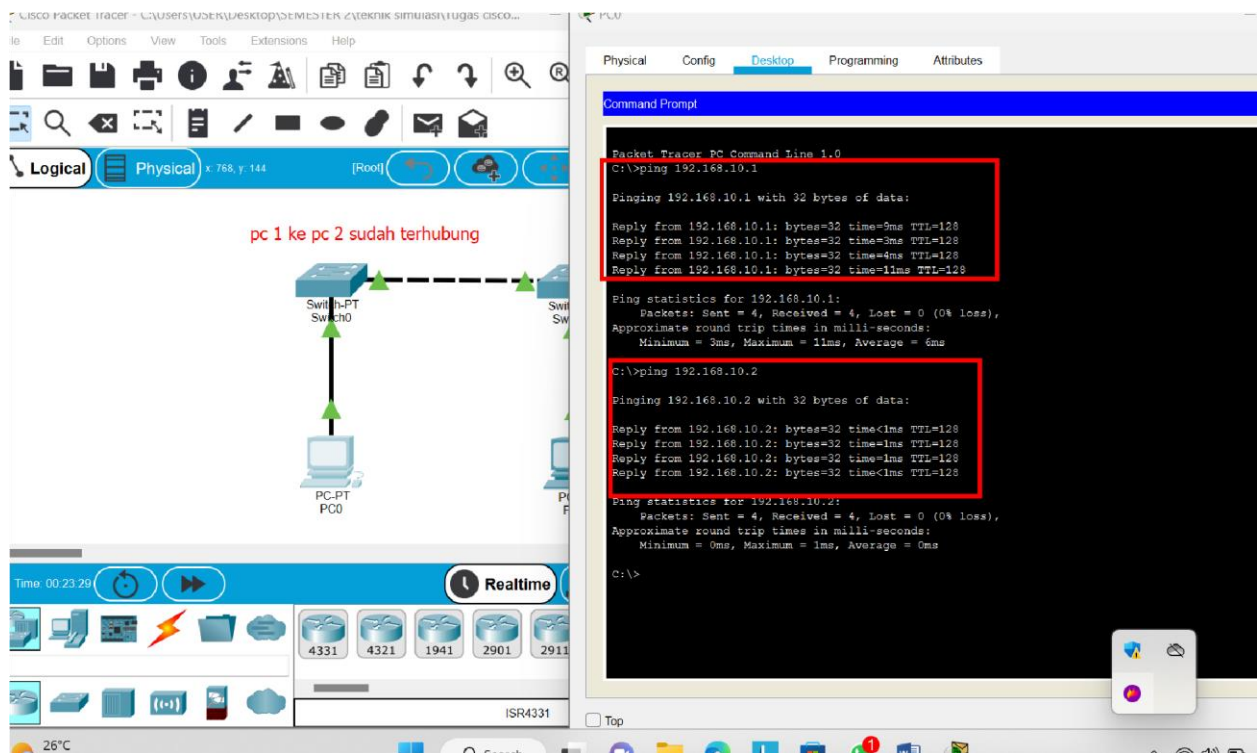 Cisco Packet Tracer - C:\Users\USER\Desktop\SEMESTER 2\teknik simulasi\Tugas cisco...
Edit Options View Tools Extensions Help
Logical Physical x: 768, y: 144 [Root]
pc 1 ke pc 2 sudah terhubung
Switch-PT
Switch0
PC-PT
PC0
Time: 00:23:29 Realtime
4331 4321 1941 2901 2911
ISR4331
PC0
Physical Config Desktop Programming Attributes
Command Prompt
Packet Tracer PC Command Line 1.0
C:\>ping 192.168.10.1
Pinging 192.168.10.1 with 32 bytes of data:
Reply from 192.168.10.1: bytes=32 time=9ms TTL=128
Reply from 192.168.10.1: bytes=32 time=3ms TTL=128
Reply from 192.168.10.1: bytes=32 time=4ms TTL=128
Reply from 192.168.10.1: bytes=32 time=11ms TTL=128
Ping statistics for 192.168.10.1:
Packets: Sent = 4, Received = 4, Lost = 0 (0% loss),
Approximate round trip times in milli-seconds:
Minimum = 3ms, Maximum = 11ms, Average = 6ms
C:\>ping 192.168.10.2
Pinging 192.168.10.2 with 32 bytes of data:
Reply from 192.168.10.2: bytes=32 time<1ms TTL=128
Reply from 192.168.10.2: bytes=32 time=1ms TTL=128
Reply from 192.168.10.2: bytes=32 time=1ms TTL=128
Reply from 192.168.10.2: bytes=32 time<1ms TTL=128
Ping statistics for 192.168.10.2:
Packets: Sent = 4, Received = 4, Lost = 0 (0% loss),
Approximate round trip times in milli-seconds:
Minimum = 0ms, Maximum = 1ms, Average = 0ms
C:\>
Top
26°C
1